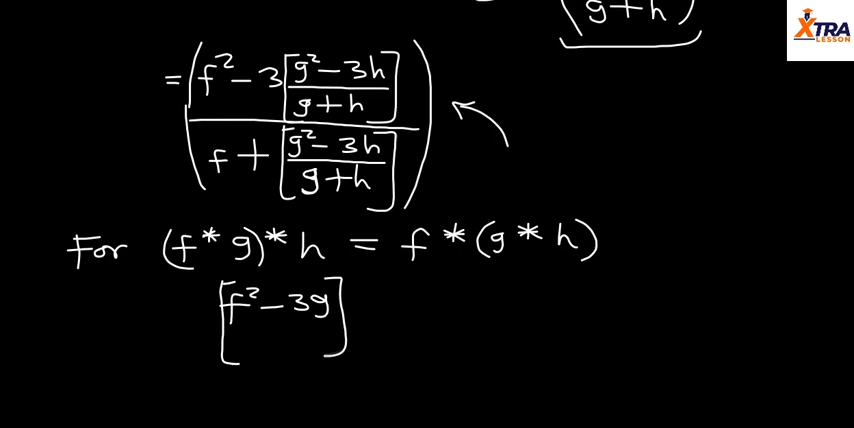 (g+h)
XTRA
LESSON
= (f² - 3[g² - 3h / g + h] / f + [g² - 3h / g + h])
For (f * g) * h = f * (g * h)
[f² - 3g]